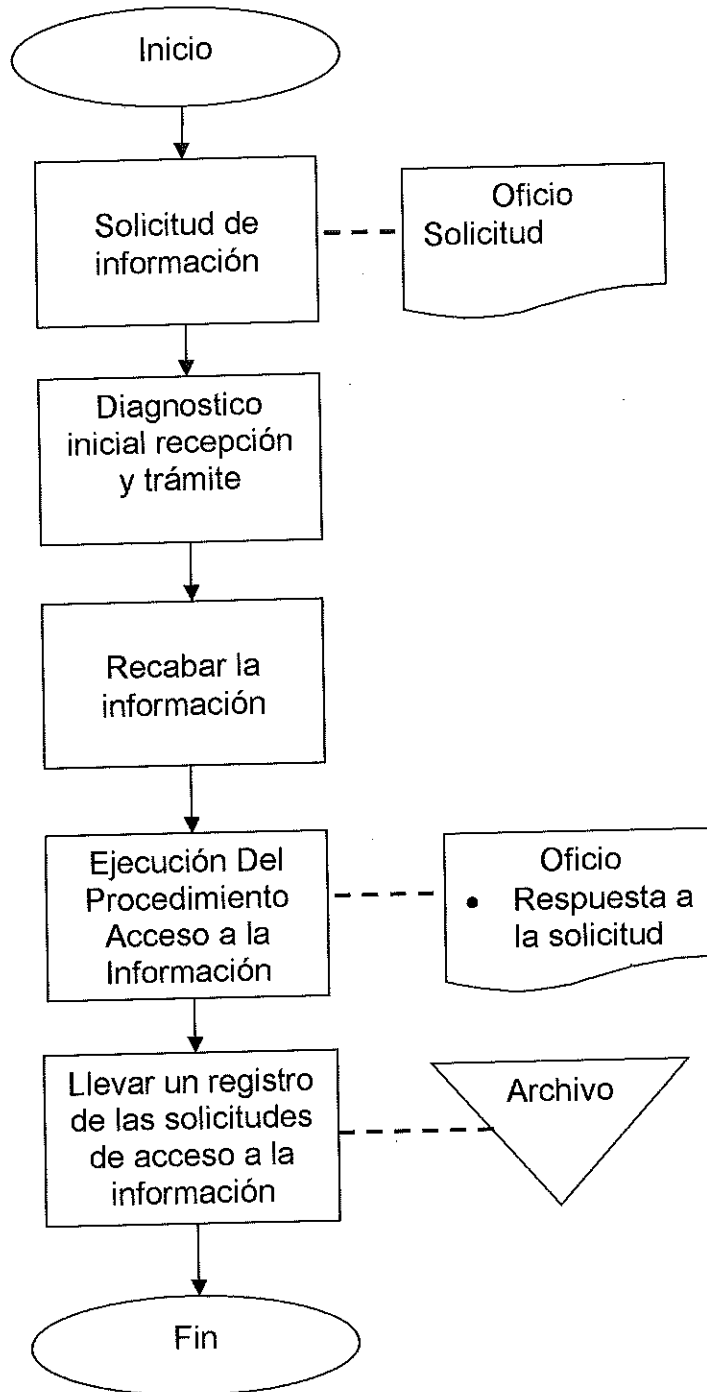 Inicio
Solicitud de
información
Oficio
Solicitud
Diagnostico
inicial recepción
y trámite
Recabar la
información
Ejecución Del
Procedimiento
Acceso a la
Información
Oficio
• Respuesta a
la solicitud
Llevar un registro
de las solicitudes
de acceso a la
información
Archivo
Fin